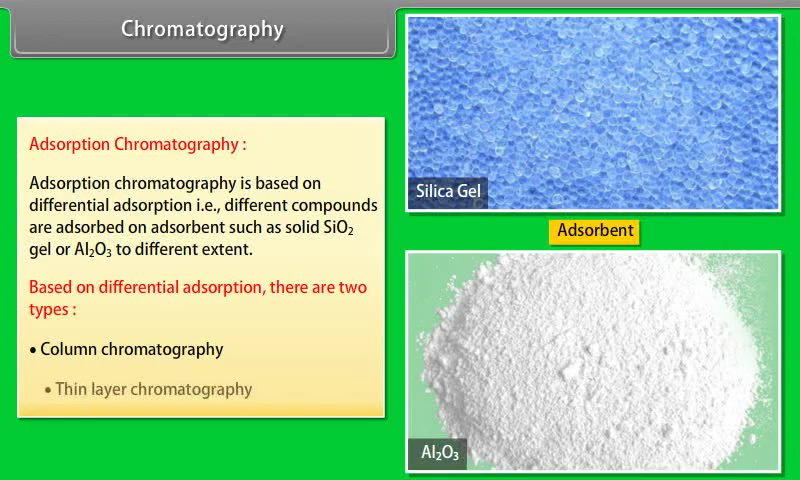 Chromatography
Adsorption Chromatography :
Adsorption chromatography is based on
differential adsorption i.e., different compounds
are adsorbed on adsorbent such as solid SiO₂
gel or Al₂O₃ to different extent.
Based on differential adsorption, there are two
types :
• Column chromatography
• Thin layer chromatography
Silica Gel
Adsorbent
Al₂O₃